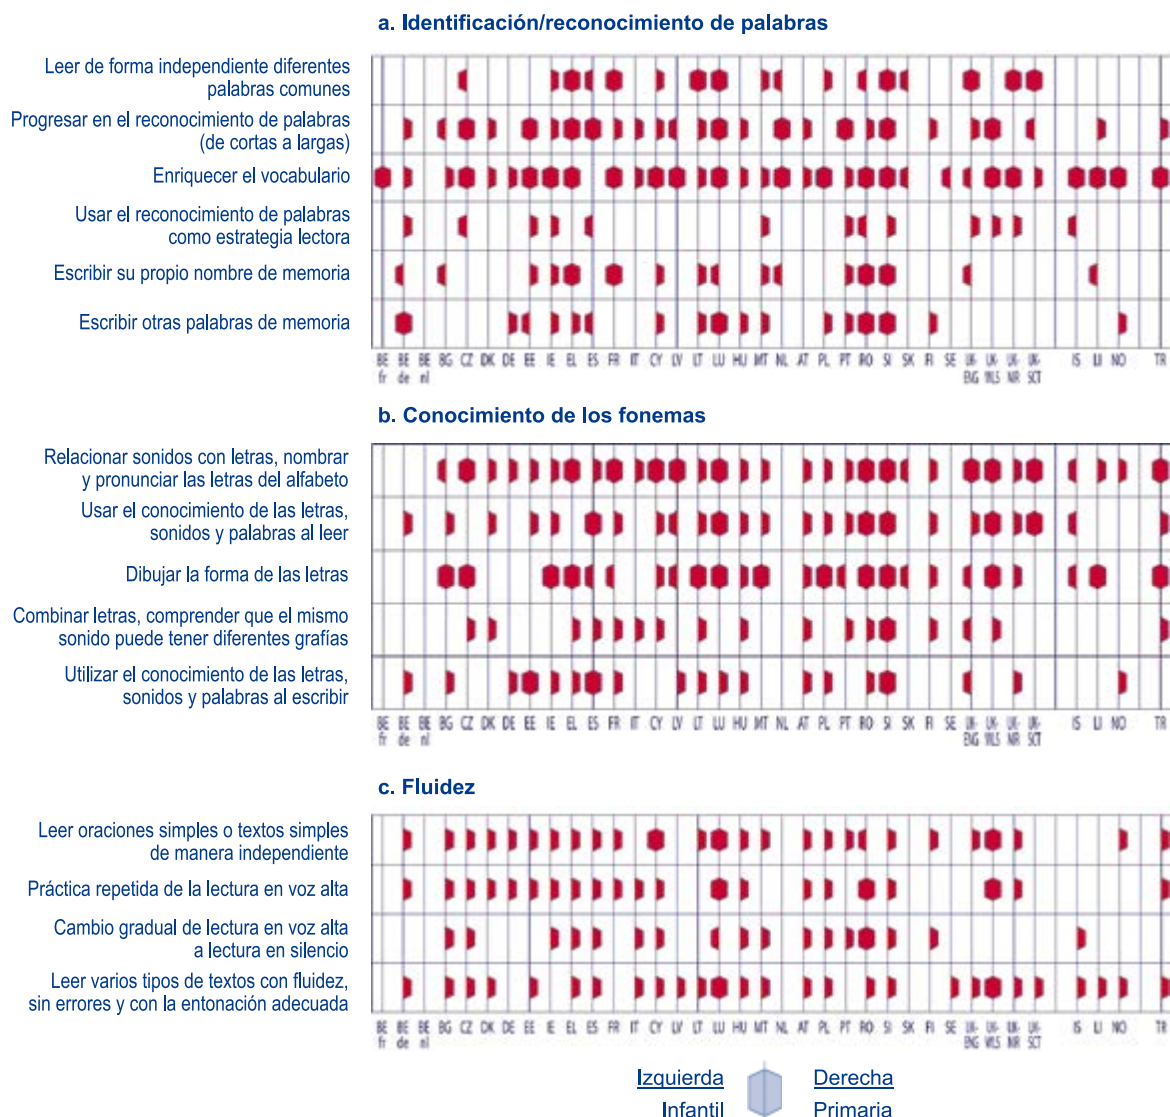 a. Identificación/reconocimiento de palabras
Leer de forma independiente diferentes
palabras comunes
Progresar en el reconocimiento de palabras
(de cortas a largas)
Enriquecer el vocabulario
Usar el reconocimiento de palabras
como estrategia lectora
Escribir su propio nombre de memoria
Escribir otras palabras de memoria
BE BE BE BG CZ DK DE EE IE EL ES FR IT CY LV LT LU HU MT NL AT PL PT RO SI SK FI SE UK- UK- UK- UK- IS LI NO TR
fr de nl ENG WLS NIR SCT
b. Conocimiento de los fonemas
Relacionar sonidos con letras, nombrar
y pronunciar las letras del alfabeto
Usar el conocimiento de las letras,
sonidos y palabras al leer
Dibujar la forma de las letras
Combinar letras, comprender que el mismo
sonido puede tener diferentes grafías
Utilizar el conocimiento de las letras,
sonidos y palabras al escribir
BE BE BE BG CZ DK DE EE IE EL ES FR IT CY LV LT LU HU MT NL AT PL PT RO SI SK FI SE UK- UK- UK- UK- IS LI NO TR
fr de nl ENG WLS NIR SCT
c. Fluidez
Leer oraciones simples o textos simples
de manera independiente
Práctica repetida de la lectura en voz alta
Cambio gradual de lectura en voz alta
a lectura en silencio
Leer varios tipos de textos con fluidez,
sin errores y con la entonación adecuada
BE BE BE BG CZ DK DE EE IE EL ES FR IT CY LV LT LU HU MT NL AT PL PT RO SI SK FI SE UK- UK- UK- UK- IS LI NO TR
fr de nl ENG WLS NIR SCT
Izquierda Derecha
Infantil Primaria